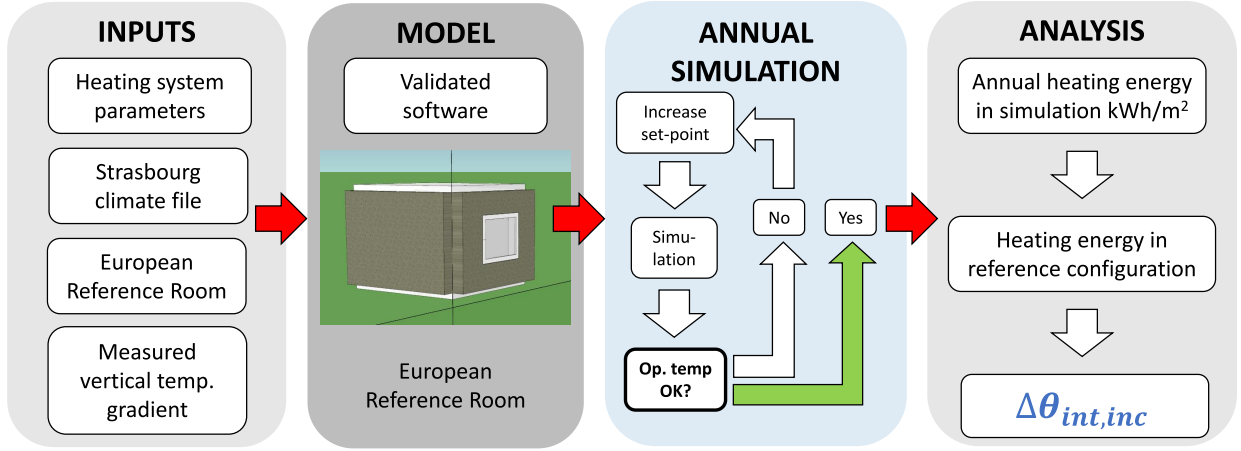 INPUTS
Heating system
parameters
Strasbourg
climate file
European
Reference Room
Measured
vertical temp.
gradient
MODEL
Validated
software
European
Reference Room
ANNUAL
SIMULATION
Increase
set-point
Simu-
lation
Op. temp
OK?
No
Yes
ANALYSIS
Annual heating energy
in simulation kWh/m²
Heating energy in
reference configuration
Δθint,inc